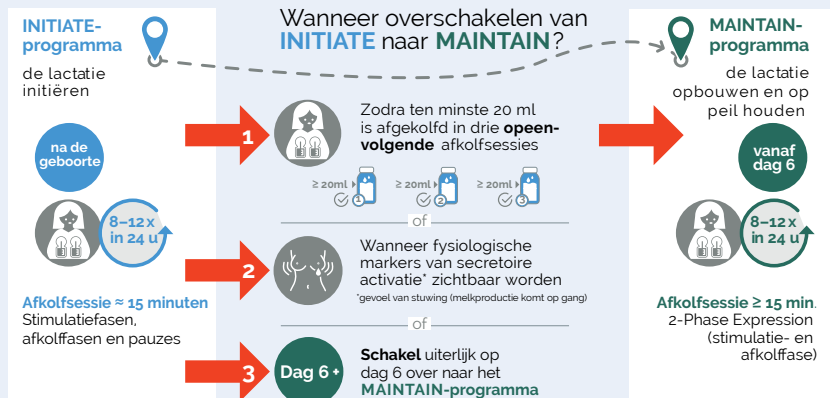 INITIATE-
programma
de lactatie
initiëren
na de
geboorte
8–12 x
in 24 u
Afkolfsessie ≈ 15 minuten
Stimulatiefasen,
afkolffasen en pauzes
Wanneer overschakelen van
INITIATE naar MAINTAIN?
1
Zodra ten minste 20 ml
is afgekolfd in drie opeen-
volgende afkolfsessies
≥ 20ml 1 ≥ 20ml 2 ≥ 20ml 3
of
2
Wanneer fysiologische
markers van secretoire
activatie* zichtbaar worden
*gevoel van stuwing (melkproductie komt op gang)
of
3
Dag 6 +
Schakel uiterlijk op
dag 6 over naar het
MAINTAIN-programma
MAINTAIN-
programma
de lactatie
opbouwen en op
peil houden
vanaf
dag 6
8–12 x
in 24 u
Afkolfsessie ≥ 15 min.
2-Phase Expression
(stimulatie- en
afkolffase)